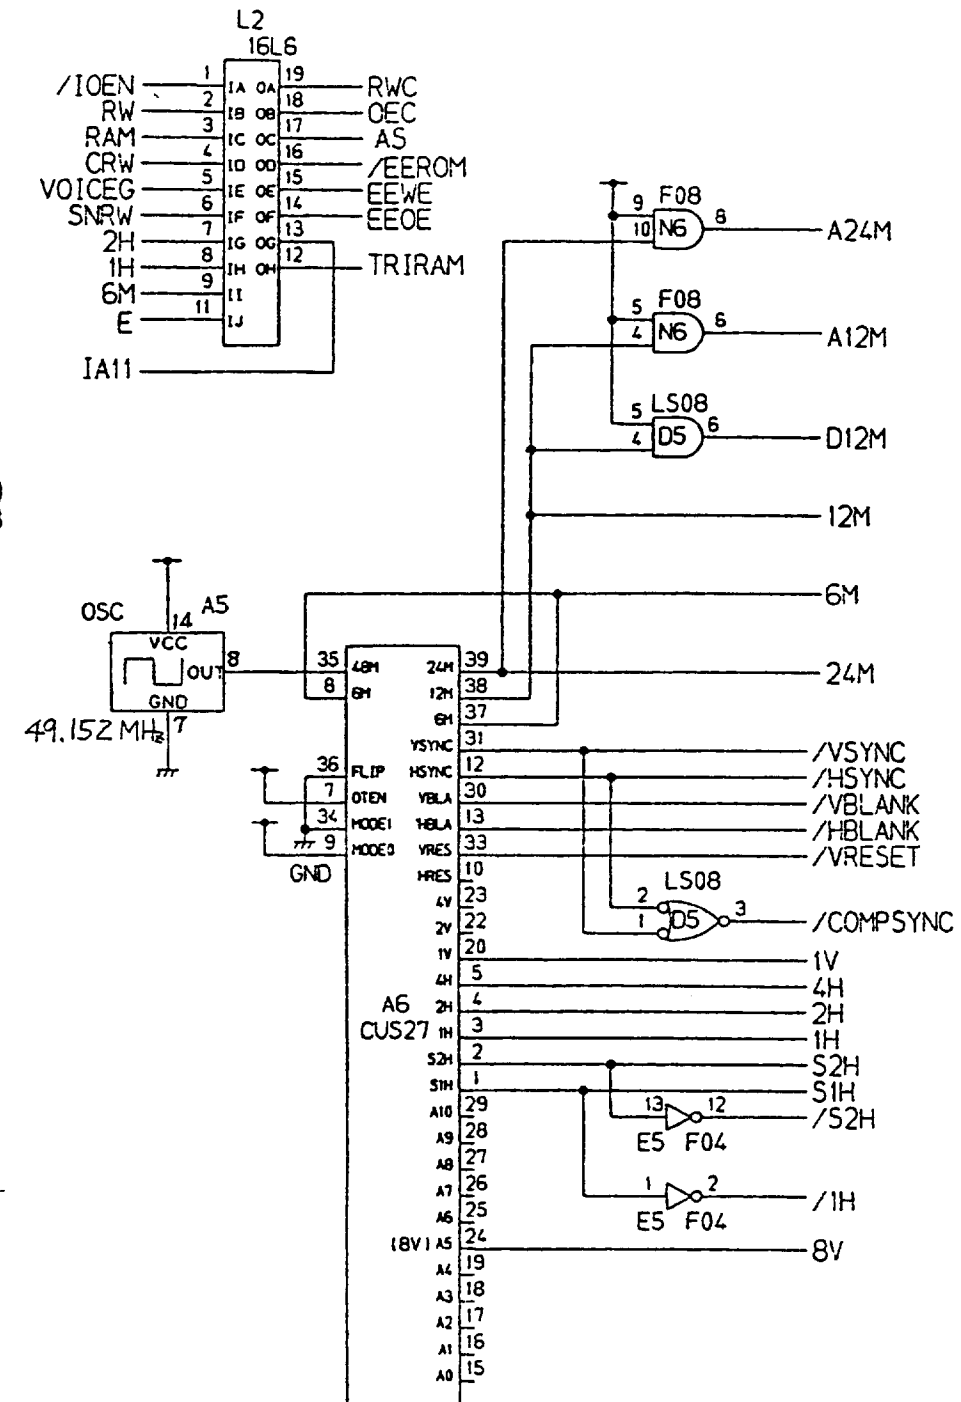 L2
16L6
/IOEN 1 IA OA 19 RWC
RW 2 IB OB 18 OEC
RAM 3 IC OC 17 AS
CRW 4 ID OD 16 /EEROM
VOICEG 5 IE OE 15 EEWE
SNRW 6 IF OF 14 EEOE
2H 7 IG OG 13
1H 8 IH OH 12 TRIRAM
6M 9 II
E 11 IJ
IA11
F08
9 10 N6 8 A24M
F08
5 4 N6 6 A12M
LS08
5 4 D5 6 D12M
12M
6M
OSC A5
14
VCC
OUT 8
GND
7
49.152 MHz
35 48M 24M 39 24M
8 6M 12M 38
6M 37
VSYNC 31 /VSYNC
36 FLIP HSYNC 12 /HSYNC
7 OTEN VBLA 30 /VBLANK
34 MODE1 HBLA 13 /HBLANK
9 MODE0 VRES 33 /VRESET
GND
HRES 10
LS08
2 1 D5 3 /COMPSYNC
4V 23
2V 22
1V 20 1V
4H 5 4H
A6
CUS27
2H 4 2H
1H 3 1H
S2H 2 S2H
S1H 1 S1H
13 12 /S2H
E5 F04
1 2 /1H
E5 F04
A10 29
A9 28
A8 27
A7 26
A6 25
(8V) A5 24 8V
A4 19
A3 18
A2 17
A1 16
A0 15